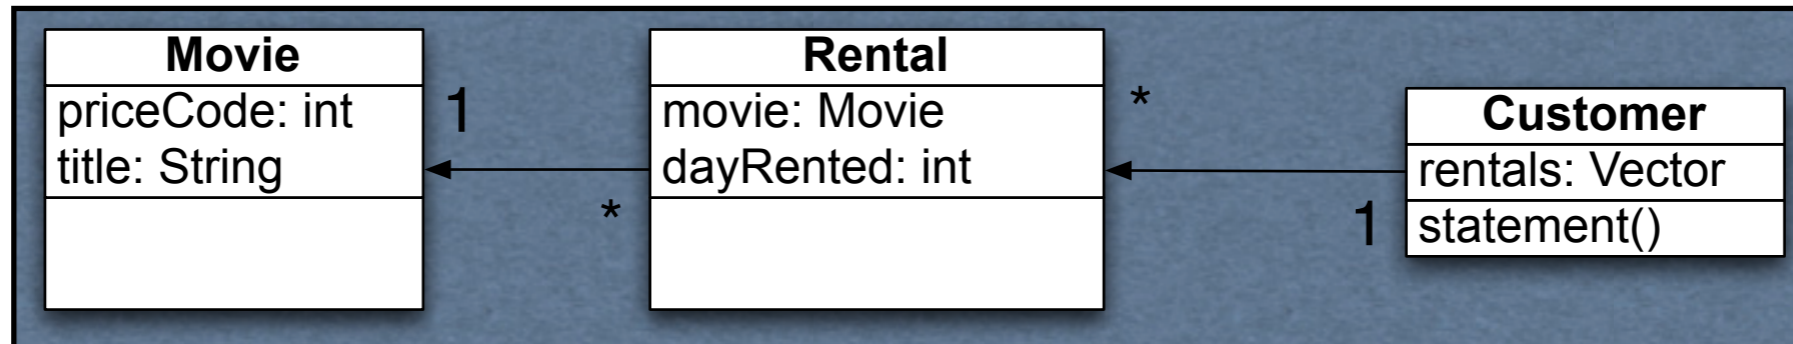 Movie
priceCode: int
title: String
1
*
Rental
movie: Movie
dayRented: int
*
1
Customer
rentals: Vector
statement()